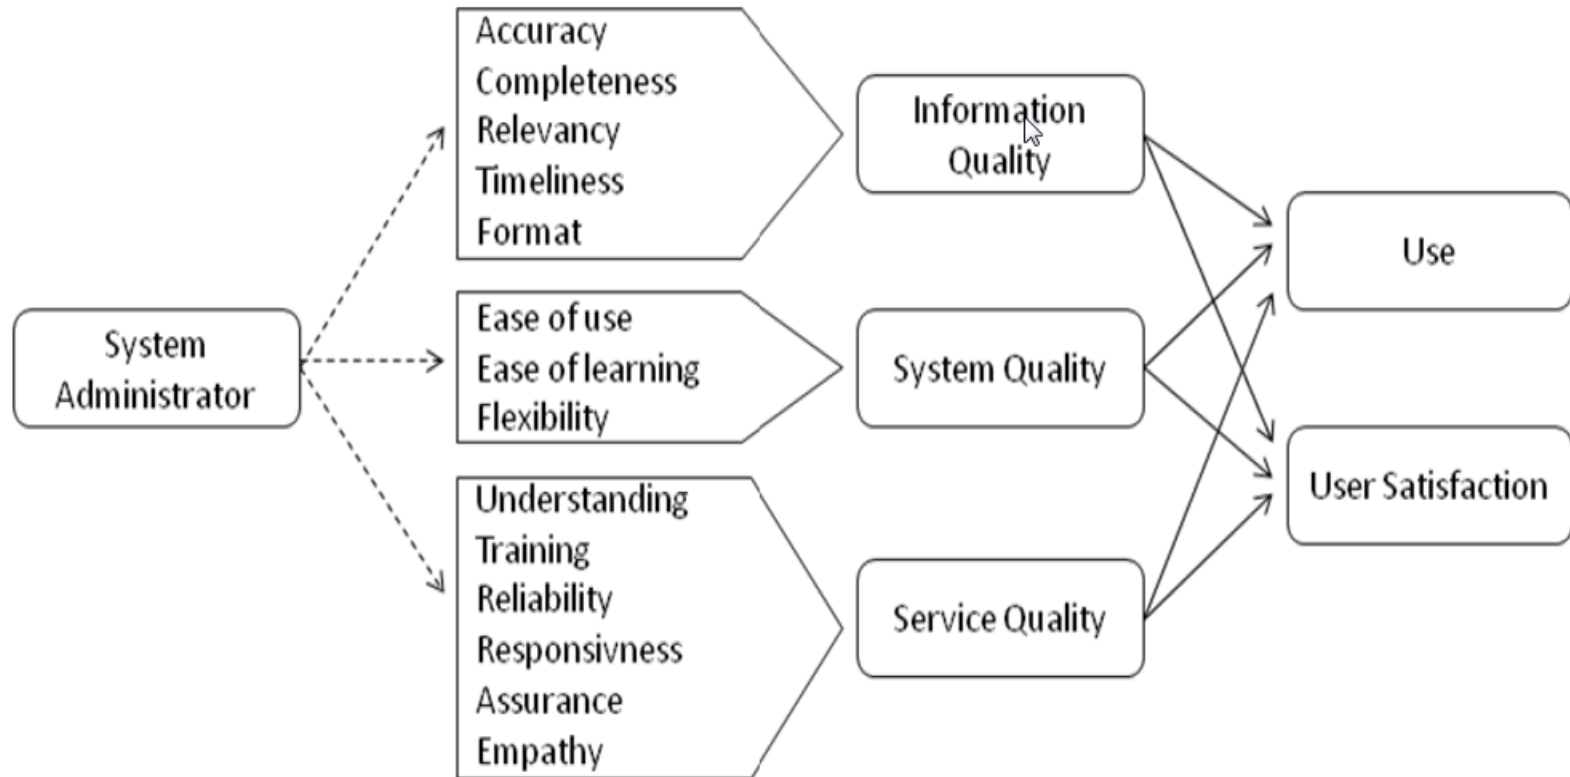 System
Administrator
Accuracy
Completeness
Relevancy
Timeliness
Format
Ease of use
Ease of learning
Flexibility
Understanding
Training
Reliability
Responsivness
Assurance
Empathy
Information
Quality
System Quality
Service Quality
Use
User Satisfaction